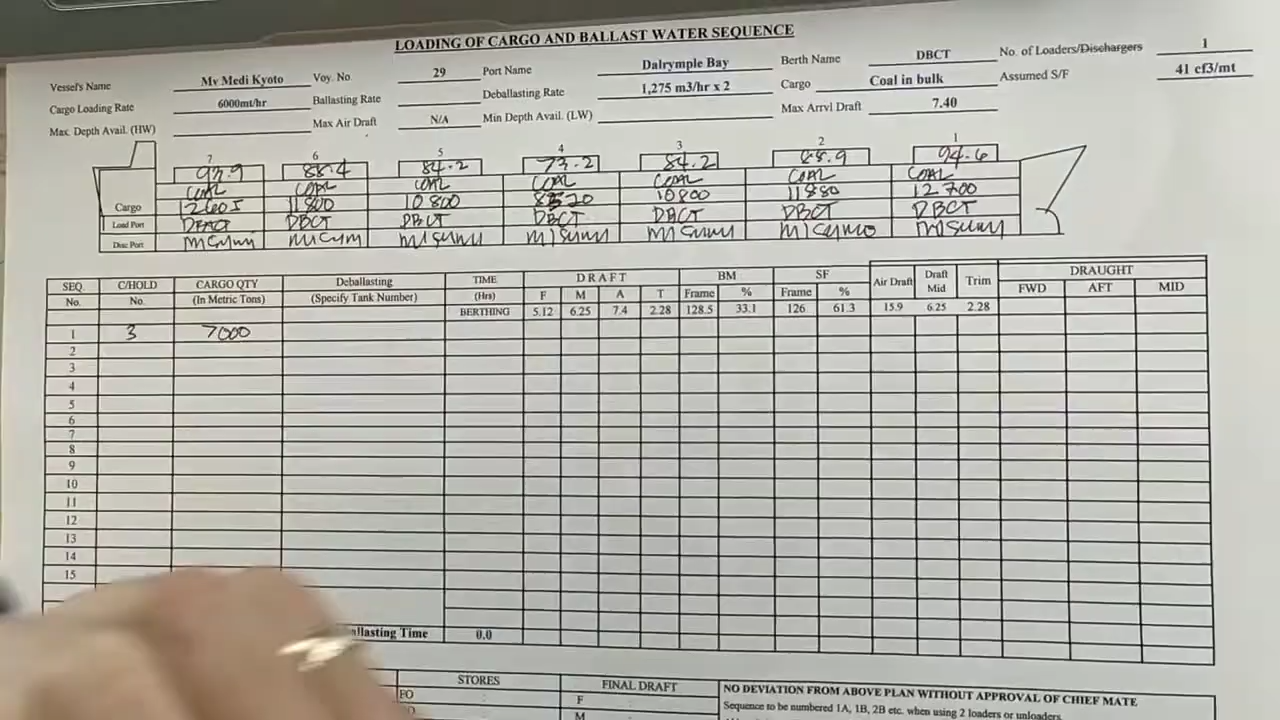 LOADING OF CARGO AND BALLAST WATER SEQUENCE
Vessel's Name Mv Medi Kyoto Voy. No. 29 Port Name Dalrymple Bay Berth Name DBCT No. of Loaders/Dischargers 1
Cargo Loading Rate 6000mt/hr Ballasting Rate Deballasting Rate 1,275 m3/hr x 2 Cargo Coal in bulk Assumed S/F 41 cf3/mt
Max. Depth Avail. (HW) Max Air Draft N/A Min Depth Avail. (LW) Max Arrvl Draft 7.40
7 6 5 4 3 2 1
93.9 88.4 84.2 73.2 84.2 88.9 94.6
COAL COAL COAL COAL COAL COAL COAL
Cargo 12605 11800 10800 10800 11880 12700
Load Port DBCT DBCT DBCT DBCT DBCT DBCT DBCT
Disc Port
SEQ. C/HOLD CARGO QTY Deballasting TIME DRAFT BM SF Air Draft Draft Mid Trim DRAUGHT
No. No. (In Metric Tons) (Specify Tank Number) (Hrs) F M A T Frame % Frame % FWD AFT MID
BERTHING 5.12 6.25 7.4 2.28 128.5 33.1 126 61.3 15.9 6.25 2.28
1 3 7000
2
3
4
5
6
7
8
9
10
11
12
13
14
15
allasting Time 0.0
STORES FINAL DRAFT NO DEVIATION FROM ABOVE PLAN WITHOUT APPROVAL OF CHIEF MATE
FO F Sequence to be numbered 1A, 1B, 2B etc. when using 2 loaders or unloaders
M